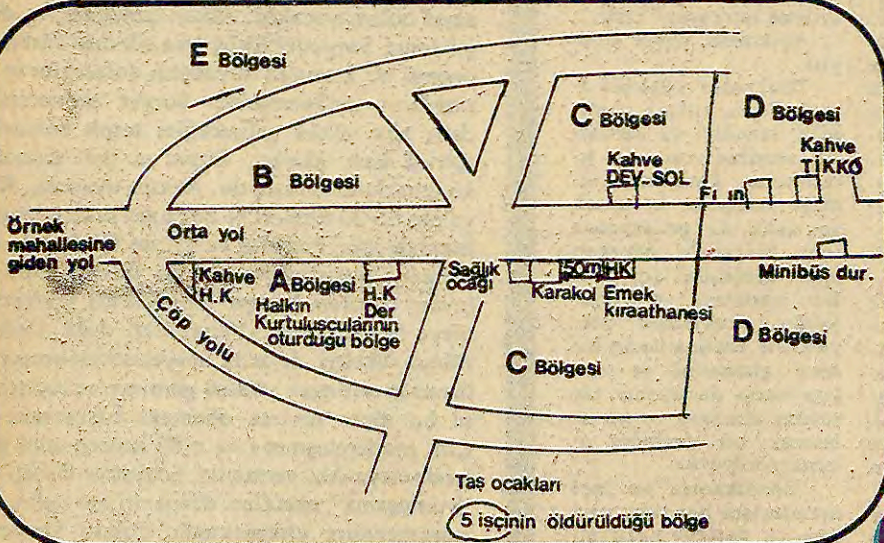 E Bölgesi
C Bölgesi
D Bölgesi
Kahve
DEV-SOL
Kahve
TİKKO
B Bölgesi
Örnek
mahallesine
giden yol
Orta yol
Kahve
H.K
A Bölgesi
Halkın
Kurtuluşcularının
oturduğu bölge
H.K
Der
Sağlık
ocağı
Karakol
50m
HK
Emek
kıraathanesi
Minibüs dur.
Çöp yolu
C Bölgesi
D Bölgesi
Taş ocakları
5 işçinin öldürüldüğü bölge